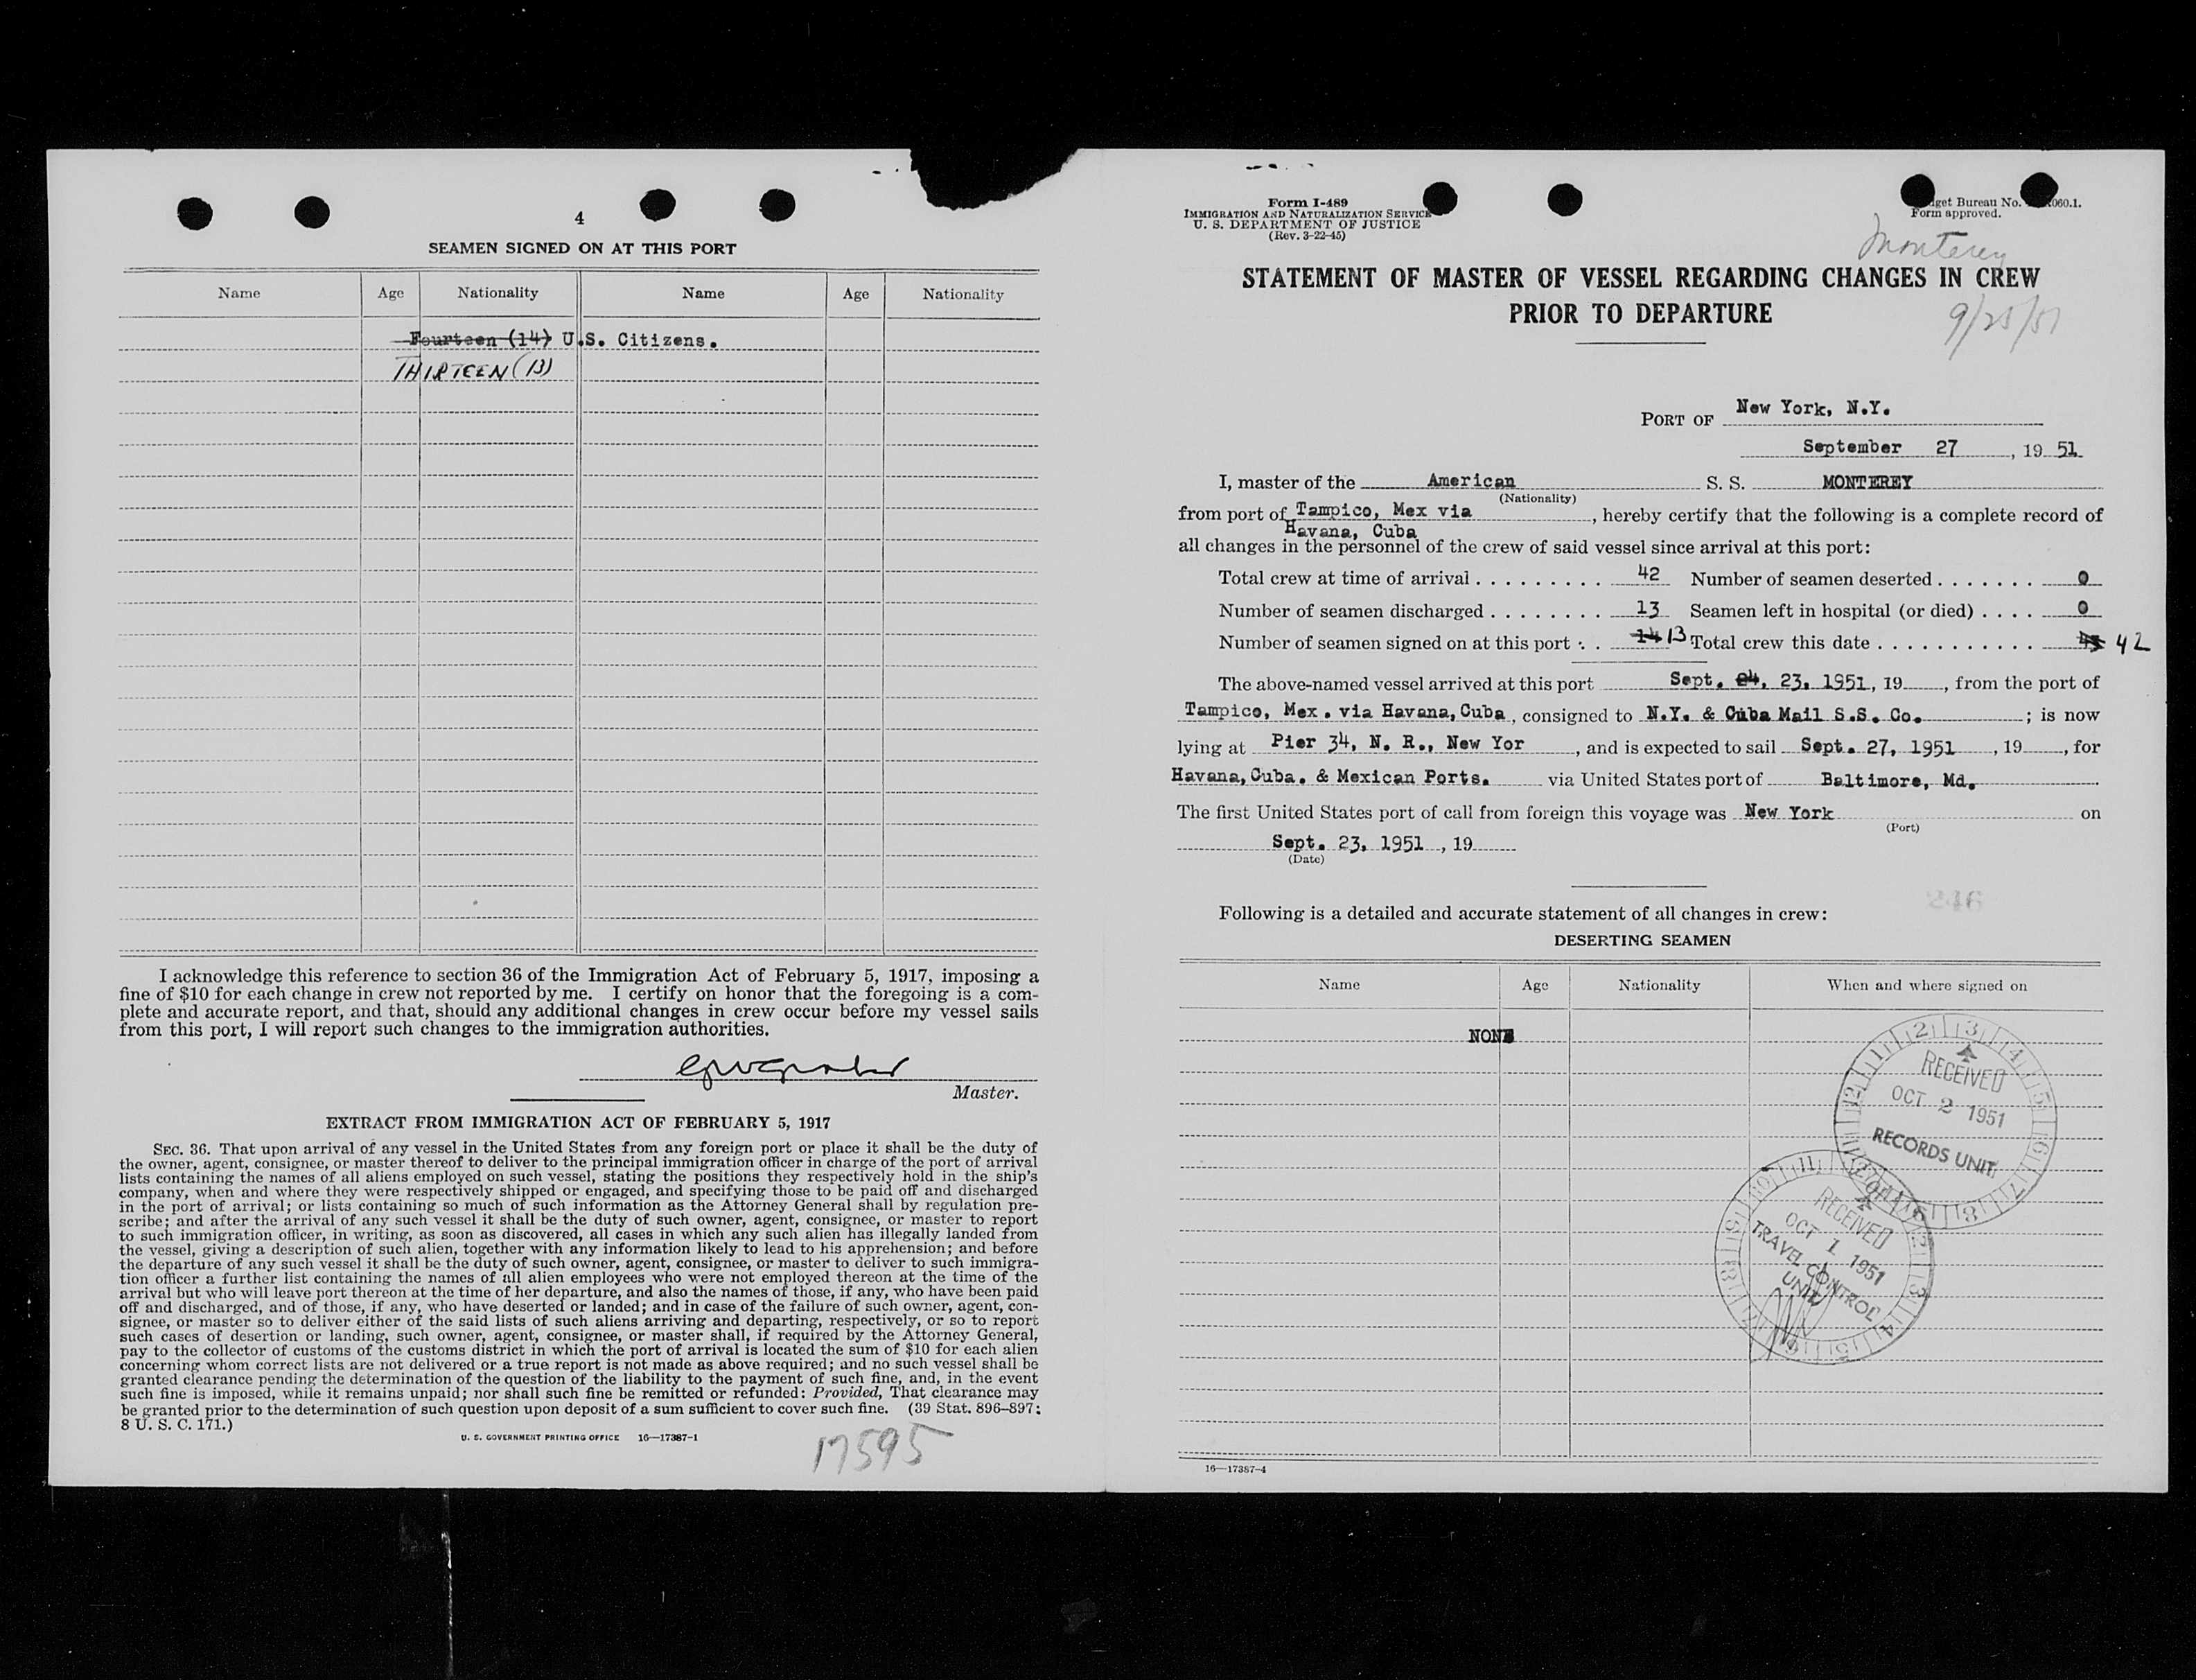 4
SEAMEN SIGNED ON AT THIS PORT
Name Age Nationality Name Age Nationality
Fourteen (14) U.S. Citizens.
THIRTEEN (13)
I acknowledge this reference to section 36 of the Immigration Act of February 5, 1917, imposing a
fine of $10 for each change in crew not reported by me. I certify on honor that the foregoing is a com-
plete and accurate report, and that, should any additional changes in crew occur before my vessel sails
from this port, I will report such changes to the immigration authorities.
Master.
EXTRACT FROM IMMIGRATION ACT OF FEBRUARY 5, 1917
SEC. 36. That upon arrival of any vessel in the United States from any foreign port or place it shall be the duty of
the owner, agent, consignee, or master thereof to deliver to the principal immigration officer in charge of the port of arrival
lists containing the names of all aliens employed on such vessel, stating the positions they respectively hold in the ship's
company, when and where they were respectively shipped or engaged, and specifying those to be paid off and discharged
in the port of arrival; or lists containing so much of such information as the Attorney General shall by regulation pre-
scribe; and after the arrival of any such vessel it shall be the duty of such owner, agent, consignee, or master to report
to such immigration officer, in writing, as soon as discovered, all cases in which any such alien has illegally landed from
the vessel, giving a description of such alien, together with any information likely to lead to his apprehension; and before
the departure of any such vessel it shall be the duty of such owner, agent, consignee, or master to deliver to such immigra-
tion officer a further list containing the names of all alien employees who were not employed thereon at the time of the
arrival but who will leave port thereon at the time of her departure, and also the names of those, if any, who have been paid
off and discharged, and of those, if any, who have deserted or landed; and in case of the failure of such owner, agent, con-
signee, or master so to deliver either of the said lists of such aliens arriving and departing, respectively, or so to report
such cases of desertion or landing, such owner, agent, consignee, or master shall, if required by the Attorney General,
pay to the collector of customs of the customs district in which the port of arrival is located the sum of $10 for each alien
concerning whom correct lists are not delivered or a true report is not made as above required; and no such vessel shall be
granted clearance pending the determination of the question of the liability to the payment of such fine, and, in the event
such fine is imposed, while it remains unpaid; nor shall such fine be remitted or refunded: Provided, That clearance may
be granted prior to the determination of such question upon deposit of a sum sufficient to cover such fine. (39 Stat. 896–897;
8 U. S. C. 171.)
U. S. GOVERNMENT PRINTING OFFICE 16—17387-1
17595
Form I-489
IMMIGRATION AND NATURALIZATION SERVICE
U. S. DEPARTMENT OF JUSTICE
(Rev. 3-22-45)
Bureau No. 060.1.
Form approved.
Monterey
STATEMENT OF MASTER OF VESSEL REGARDING CHANGES IN CREW
PRIOR TO DEPARTURE
9/25/51
PORT OF New York, N.Y.
September 27, 19 51
I, master of the American S. S. MONTEREY
(Nationality)
from port of Tampico, Mex via , hereby certify that the following is a complete record of
Havana, Cuba
all changes in the personnel of the crew of said vessel since arrival at this port:
Total crew at time of arrival . . . . . . . . . . 42 Number of seamen deserted . . . . . . . 0
Number of seamen discharged . . . . . . . . 13 Seamen left in hospital (or died) . . . . 0
Number of seamen signed on at this port . . . 14 13 Total crew this date . . . . . . . . . . . . 43 42
The above-named vessel arrived at this port Sept. 24, 23, 1951, 19 , from the port of
Tampico, Mex. via Havana, Cuba, consigned to N.Y. & Cuba Mail S.S. Co. ; is now
lying at Pier 34, N. R., New Yor , and is expected to sail Sept. 27, 1951 , 19 , for
Havana, Cuba. & Mexican Ports. via United States port of Baltimore, Md.
The first United States port of call from foreign this voyage was New York on
(Port)
Sept. 23, 1951 , 19
(Date)
246
Following is a detailed and accurate statement of all changes in crew:
DESERTING SEAMEN
Name Age Nationality When and where signed on
NONE
RECEIVED
OCT 2 1951
RECORDS UNIT
RECEIVED
OCT 1 1951
TRAVEL CONTROL
UNIT
16—17387-4